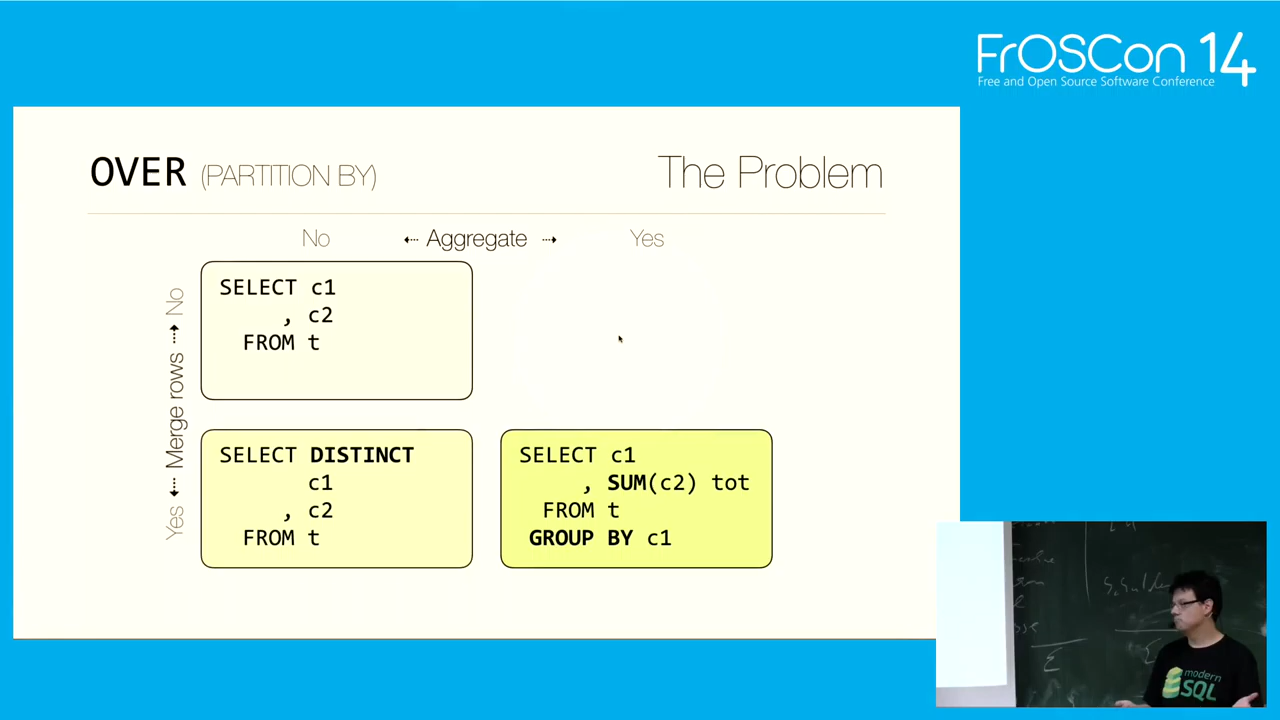 FrOSCon 14
Free and Open Source Software Conference
OVER (PARTITION BY)
The Problem
No
Aggregate
Yes
No
Merge rows
Yes
SELECT c1
, c2
FROM t
SELECT DISTINCT
c1
, c2
FROM t
SELECT c1
, SUM(c2) tot
FROM t
GROUP BY c1
modern
SQL